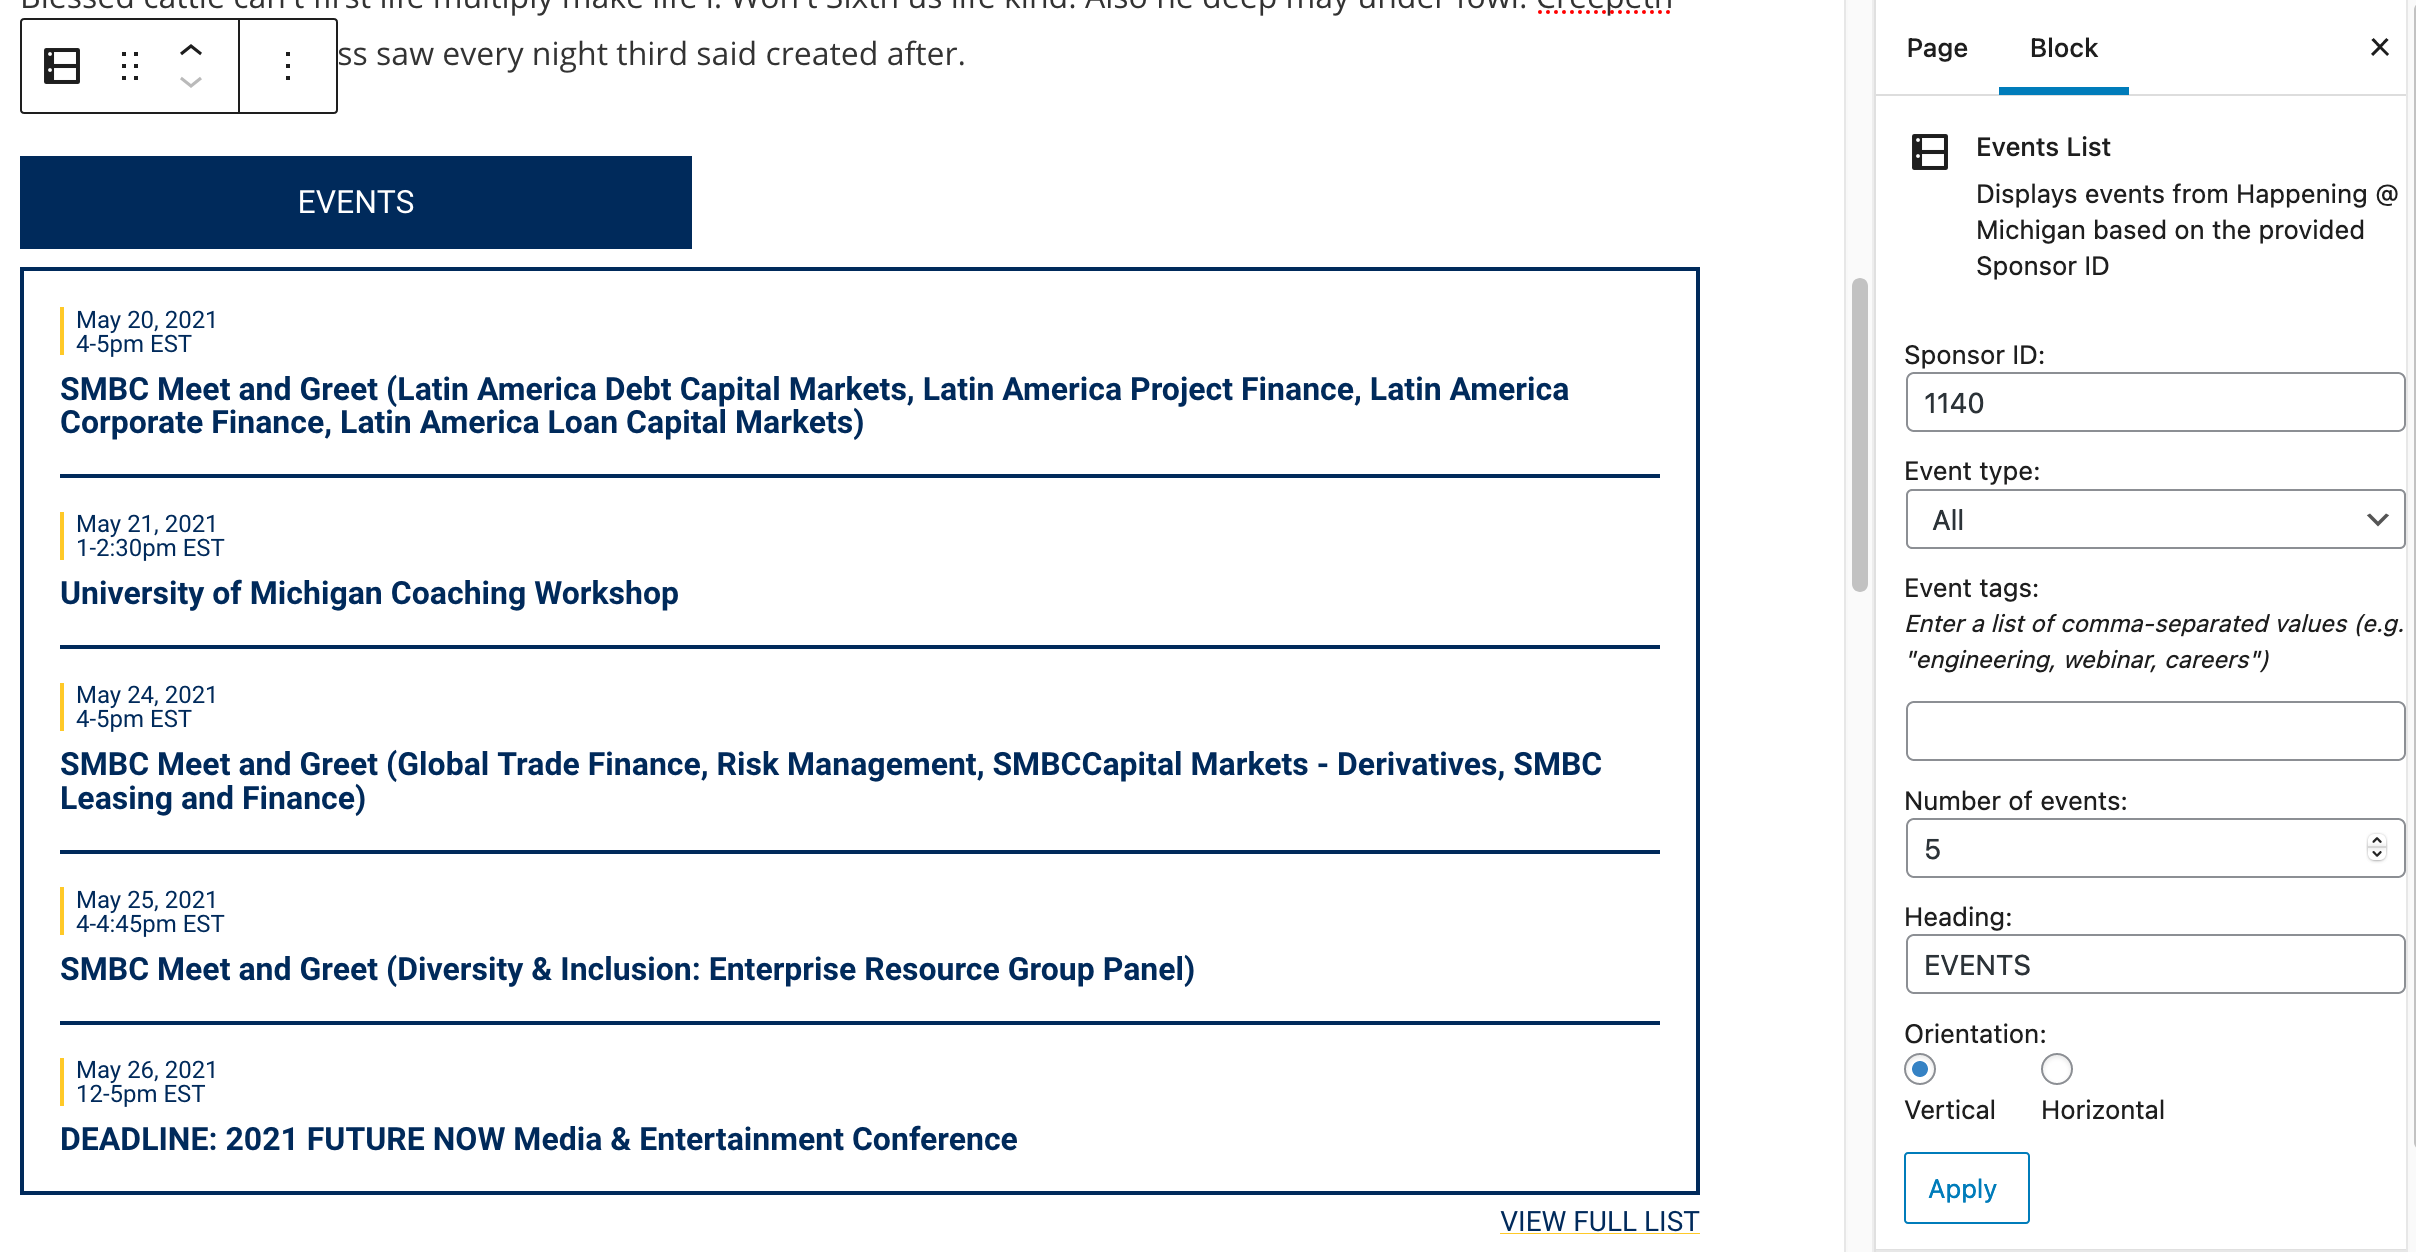 Blessed cattle can't first life multiply make life i. Won't Sixth us life kind. Also he deep may under fowl. Creepeth
ss saw every night third said created after.
EVENTS
May 20, 2021
4-5pm EST
SMBC Meet and Greet (Latin America Debt Capital Markets, Latin America Project Finance, Latin America
Corporate Finance, Latin America Loan Capital Markets)
May 21, 2021
1-2:30pm EST
University of Michigan Coaching Workshop
May 24, 2021
4-5pm EST
SMBC Meet and Greet (Global Trade Finance, Risk Management, SMBCCapital Markets - Derivatives, SMBC
Leasing and Finance)
May 25, 2021
4-4:45pm EST
SMBC Meet and Greet (Diversity & Inclusion: Enterprise Resource Group Panel)
May 26, 2021
12-5pm EST
DEADLINE: 2021 FUTURE NOW Media & Entertainment Conference
VIEW FULL LIST
Page Block
Events List
Displays events from Happening @
Michigan based on the provided
Sponsor ID
Sponsor ID:
1140
Event type:
All
Event tags:
Enter a list of comma-separated values (e.g.
"engineering, webinar, careers")
Number of events:
5
Heading:
EVENTS
Orientation:
Vertical Horizontal
Apply